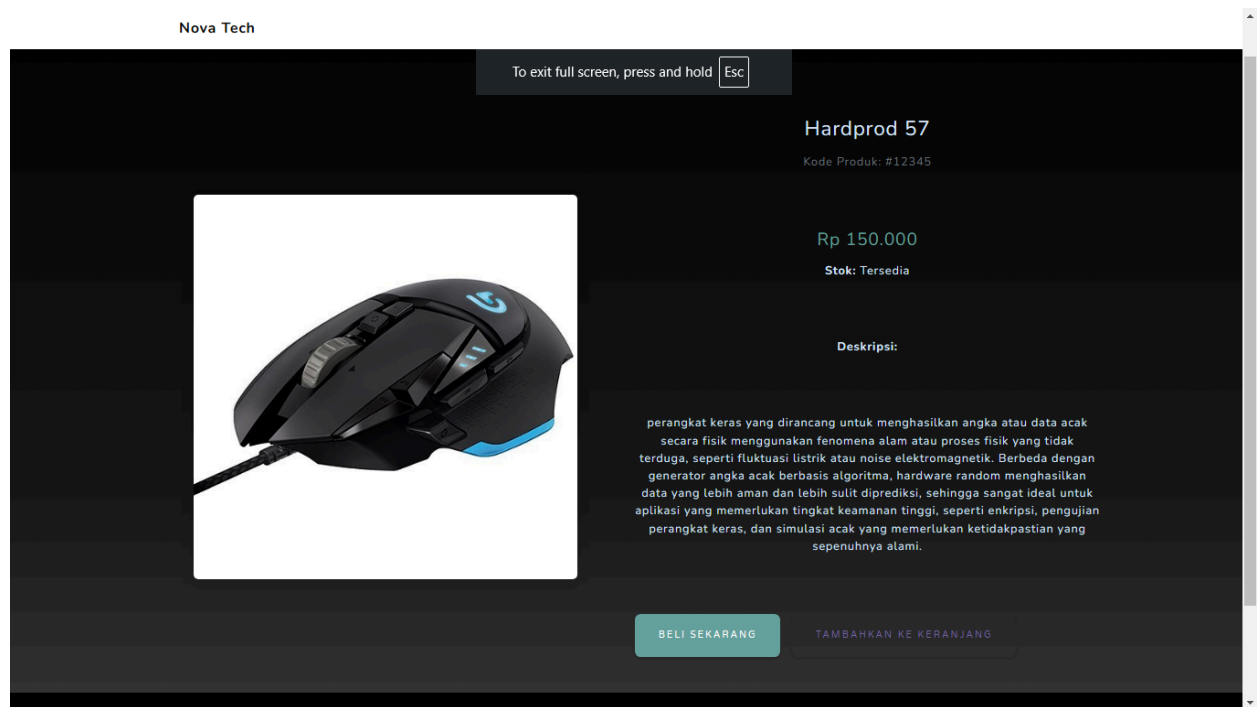 Nova Tech
To exit full screen, press and hold Esc
Hardprod 57
Kode Produk: #12345
Rp 150.000
Stok: Tersedia
Deskripsi:
perangkat keras yang dirancang untuk menghasilkan angka atau data acak
secara fisik menggunakan fenomena alam atau proses fisik yang tidak
terduga, seperti fluktuasi listrik atau noise elektromagnetik. Berbeda dengan
generator angka acak berbasis algoritma, hardware random menghasilkan
data yang lebih aman dan lebih sulit diprediksi, sehingga sangat ideal untuk
aplikasi yang memerlukan tingkat keamanan tinggi, seperti enkripsi, pengujian
perangkat keras, dan simulasi acak yang memerlukan ketidakpastian yang
sepenuhnya alami.
BELI SEKARANG
TAMBAHKAN KE KERANJANG